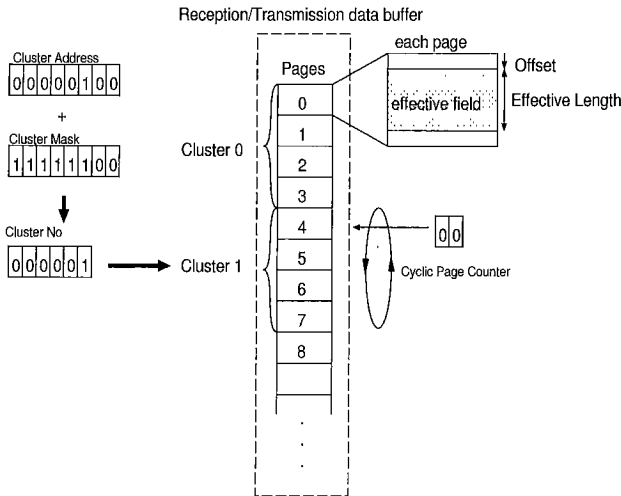 Reception/Transmission data buffer
Cluster Address
0 0 0 0 0 1 0 0
+
Cluster Mask
1 1 1 1 1 1 0 0
Cluster No
0 0 0 0 0 1
Pages
0
1
2
3
4
5
6
7
8
Cluster 0
Cluster 1
each page
effective field
Offset
Effective Length
0 0
Cyclic Page Counter